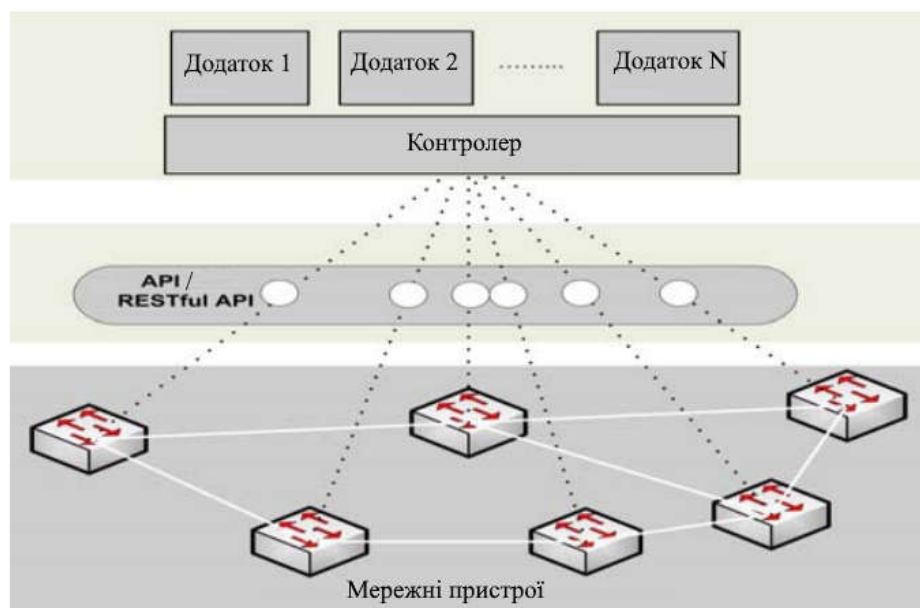 Додаток 1
Додаток 2
.........
Додаток N
Контролер
API /
RESTful API
Мережні пристрої